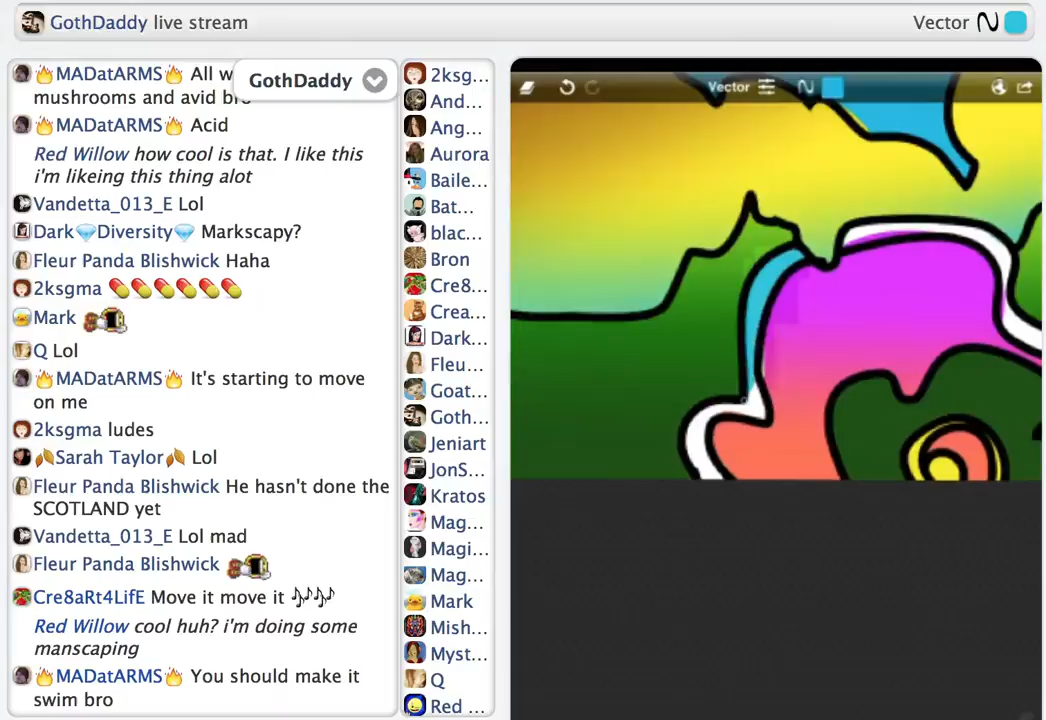 GothDaddy live stream
Vector
MADatARMS All w
GothDaddy
mushrooms and avid bro
MADatARMS Acid
Red Willow how cool is that. I like this
i'm likeing this thing alot
Vandetta_013_E Lol
Dark💎Diversity💎 Markscapy?
Fleur Panda Blishwick Haha
2ksgma 💊💊💊💊💊💊
Mark
Q Lol
🔥MADatARMS🔥 It's starting to move
on me
2ksgma ludes
🍂Sarah Taylor🍂 Lol
Fleur Panda Blishwick He hasn't done the
SCOTLAND yet
Vandetta_013_E Lol mad
Fleur Panda Blishwick
Cre8aRt4LifE Move it move it 🎶🎶
Red Willow cool huh? i'm doing some
manscaping
🔥MADatARMS🔥 You should make it
swim bro
2ksg...
And...
Ang...
Aurora
Baile...
Bat...
blac...
Bron
Cre8...
Crea...
Dark...
Fleu...
Goat...
Goth...
Jeniart
JonS...
Kratos
Mag...
Magi...
Mag...
Mark
Mish...
Myst...
Q
Red ...
Vector